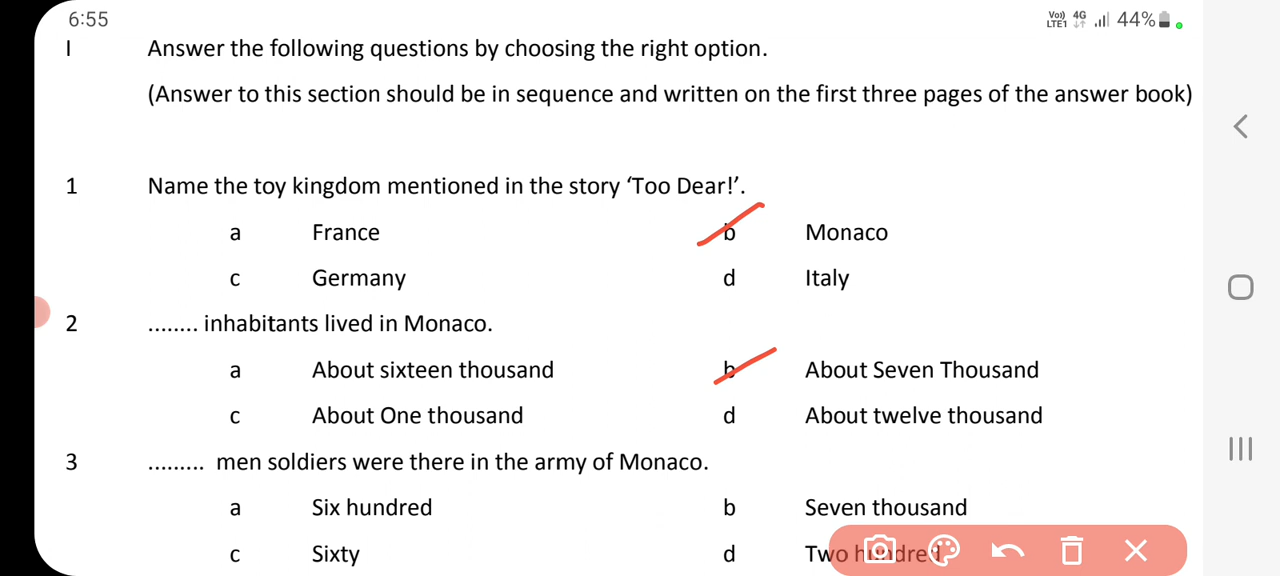 6:55 Vo)) LTE1 4G 44%
I Answer the following questions by choosing the right option.
(Answer to this section should be in sequence and written on the first three pages of the answer book)
1 Name the toy kingdom mentioned in the story ‘Too Dear!’.
a France b Monaco
c Germany d Italy
2 ........ inhabitants lived in Monaco.
a About sixteen thousand b About Seven Thousand
c About One thousand d About twelve thousand
3 ......... men soldiers were there in the army of Monaco.
a Six hundred b Seven thousand
c Sixty d Two hundred